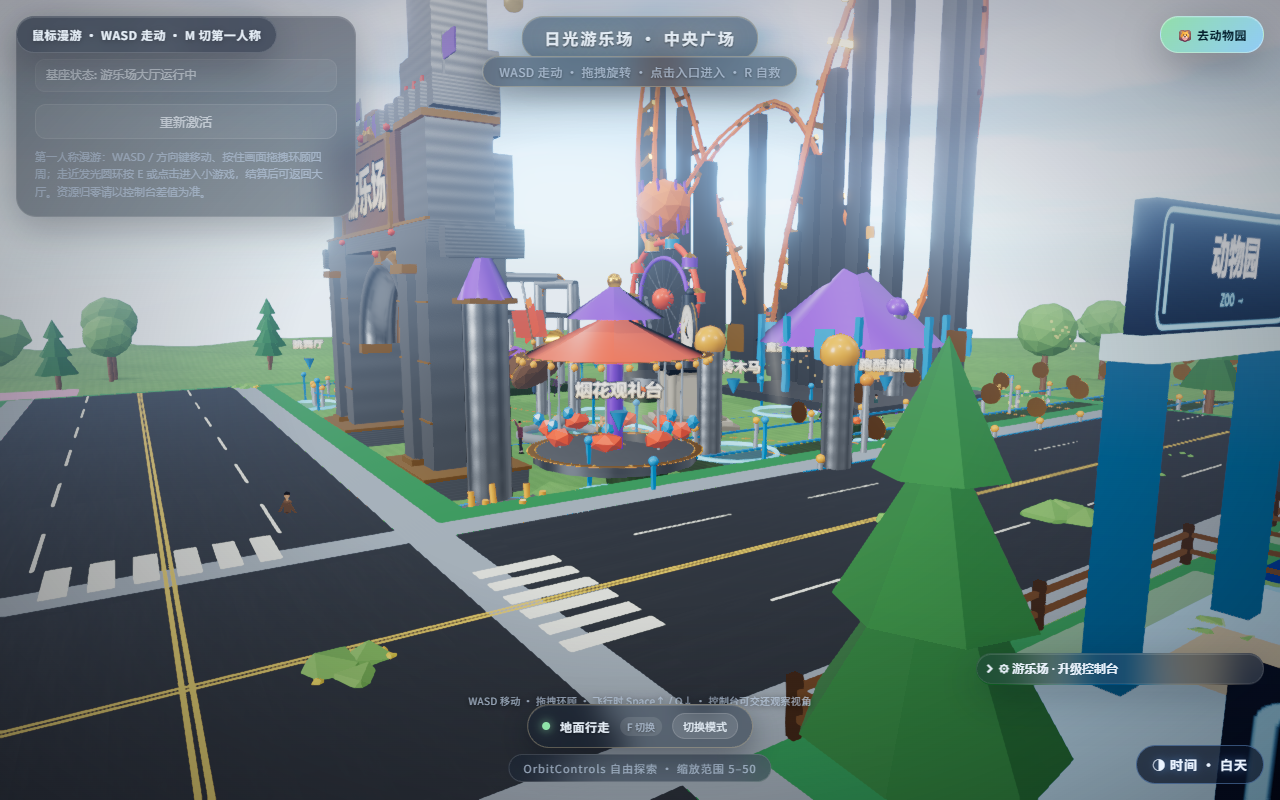 鼠标漫游 · WASD 走动 · M 切第一人称
基座状态: 游乐场大厅运行中
重新激活
第一人称漫游：WASD / 方向键移动、按住画面拖拽环顾四
周；走近发光圆环按 E 或点击进入小游戏，结算后可返回大
厅。资源归零请以控制台差值为准。
日光游乐场 · 中央广场
WASD 走动 · 拖拽旋转 · 点击入口进入 · R 自救
🦁 去动物园
游乐场
动物园
ZOO →
烟花观礼台
跑酷跑道
⚙ 游乐场 · 升级控制台
WASD 移动 · 拖拽环顾 · 飞行时 Space↑ / Q↓ · 控制台可交还观察视角
地面行走 F 切换 切换模式
OrbitControls 自由探索 · 缩放范围 5–50
时间 · 白天